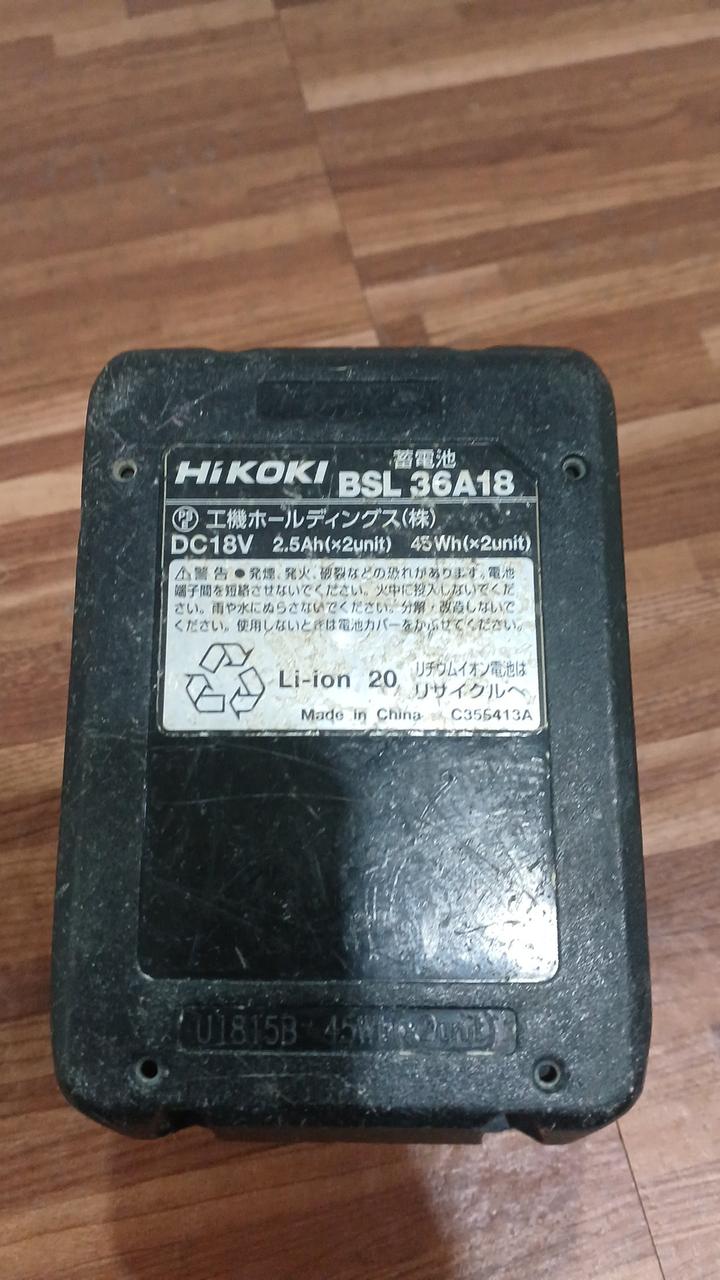 HiKOKI 蓄電池
BSL 36A18
PSE 工機ホールディングス(株)
DC18V 2.5Ah(×2unit) 45Wh(×2unit)
⚠警告 ●発煙、発火、破裂などの恐れがあります。電池
端子間を短絡させないでください。火中に投入しないでくだ
さい。雨や水にぬらさないでください。分解・改造しないで
ください。使用しないときは電池カバーをかぶせてください。
Li-ion 20 リチウムイオン電池は
リサイクルへ
Made in China C355413A
U1815B 45Wh(×2unit)